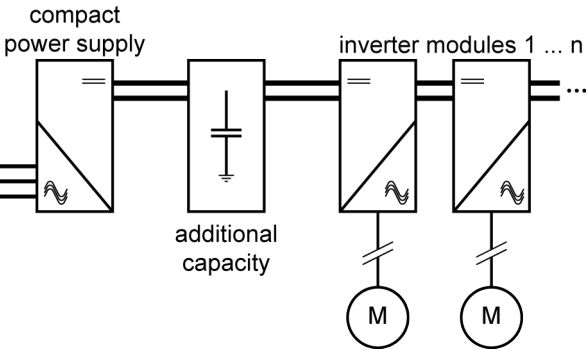 compact
power supply
inverter modules 1 ... n
...
additional
capacity
M
M